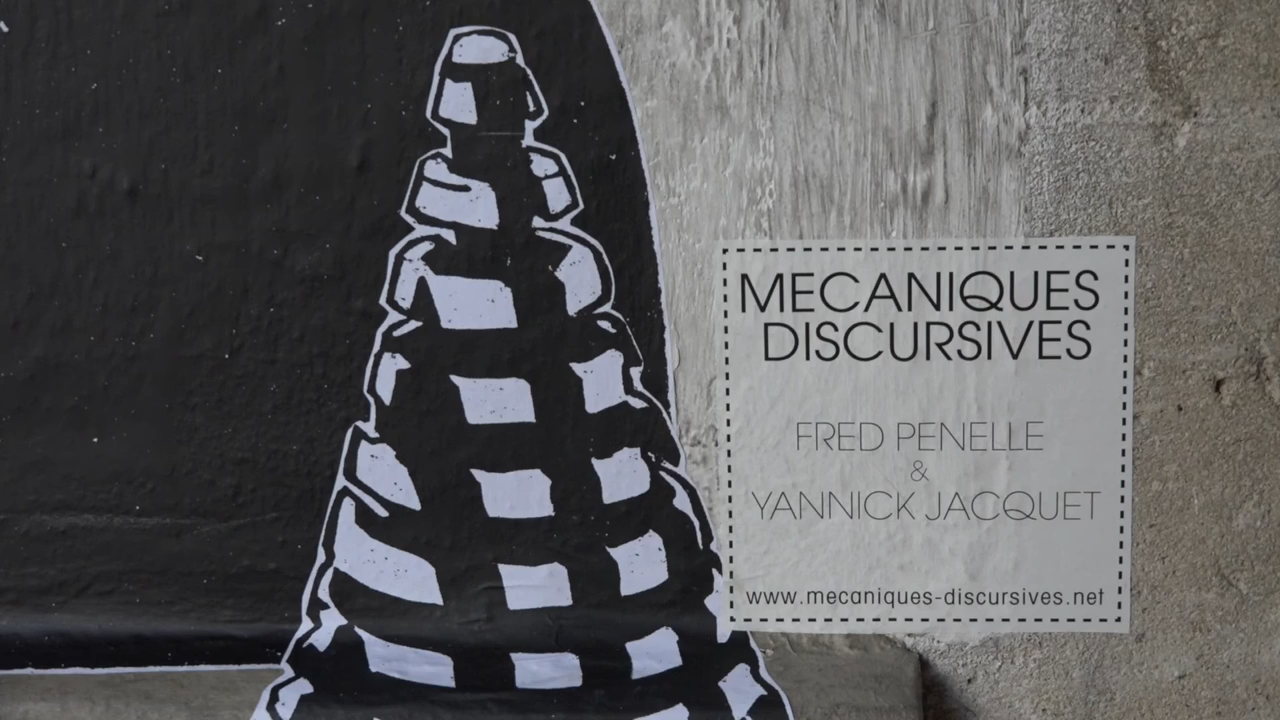 MECANIQUES
DISCURSIVES
FRED PENELLE
&
YANNICK JACQUET
www.mecaniques-discursives.net